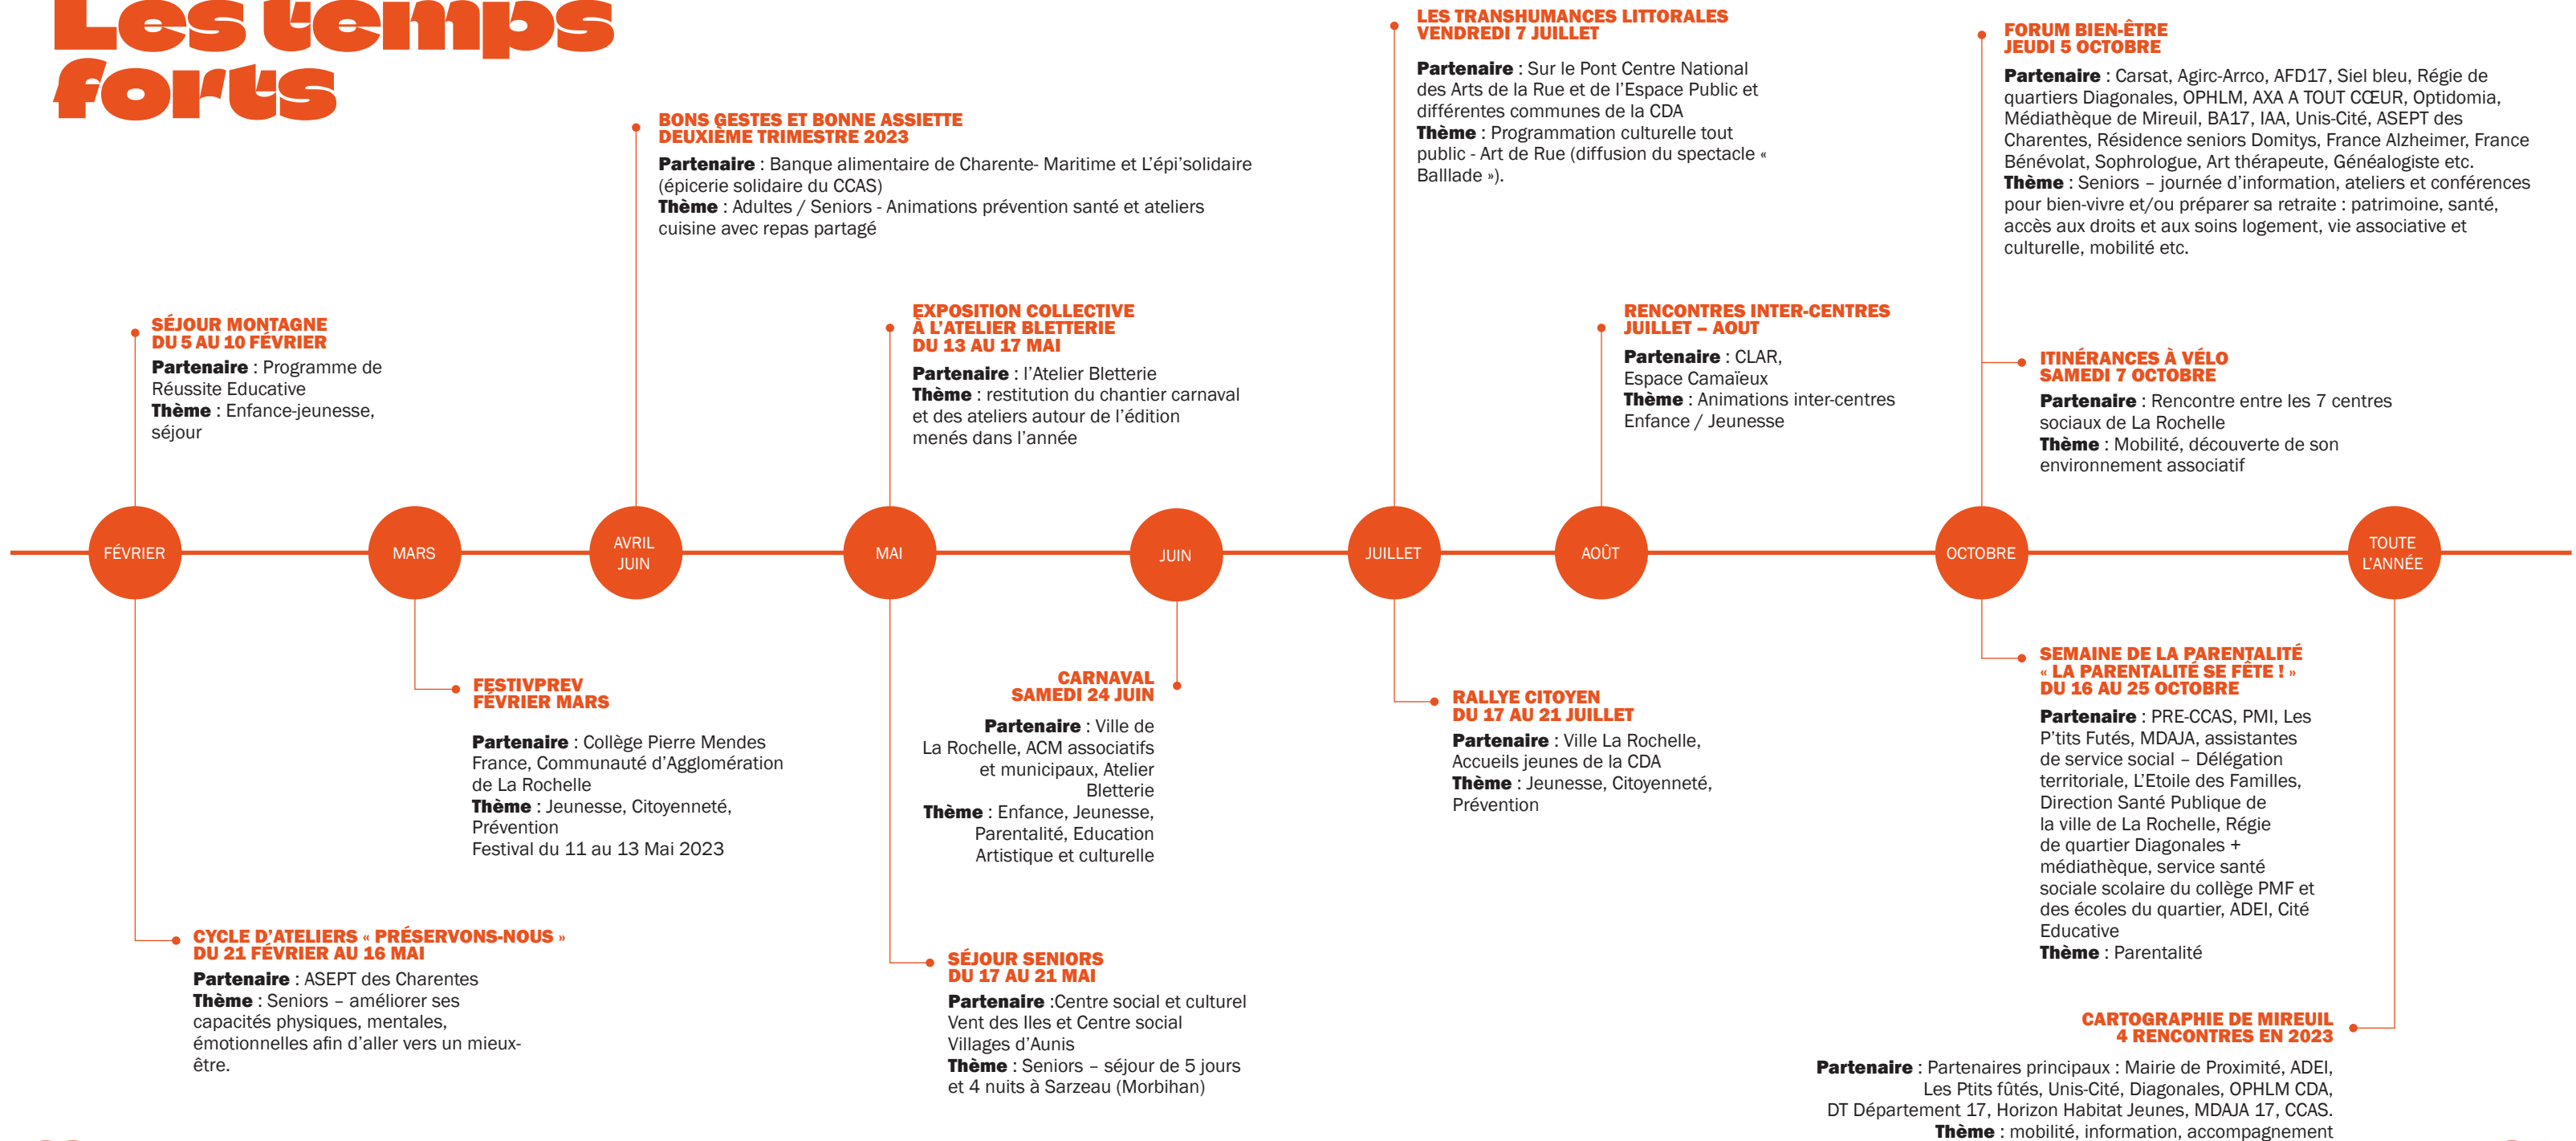 Les temps
forts
SÉJOUR MONTAGNE
DU 5 AU 10 FÉVRIER
Partenaire : Programme de
Réussite Educative
Thème : Enfance-jeunesse,
séjour
BONS GESTES ET BONNE ASSIETTE
DEUXIÈME TRIMESTRE 2023
Partenaire : Banque alimentaire de Charente- Maritime et L'épi'solidaire
(épicerie solidaire du CCAS)
Thème : Adultes / Seniors - Animations prévention santé et ateliers
cuisine avec repas partagé
EXPOSITION COLLECTIVE
À L'ATELIER BLETTERIE
DU 13 AU 17 MAI
Partenaire : l'Atelier Bletterie
Thème : restitution du chantier carnaval
et des ateliers autour de l'édition
menés dans l'année
LES TRANSHUMANCES LITTORALES
VENDREDI 7 JUILLET
Partenaire : Sur le Pont Centre National
des Arts de la Rue et de l'Espace Public et
différentes communes de la CDA
Thème : Programmation culturelle tout
public - Art de Rue (diffusion du spectacle «
Balllade »).
RENCONTRES INTER-CENTRES
JUILLET – AOUT
Partenaire : CLAR,
Espace Camaïeux
Thème : Animations inter-centres
Enfance / Jeunesse
FORUM BIEN-ÊTRE
JEUDI 5 OCTOBRE
Partenaire : Carsat, Agirc-Arrco, AFD17, Siel bleu, Régie de
quartiers Diagonales, OPHLM, AXA A TOUT CŒUR, Optidomia,
Médiathèque de Mireuil, BA17, IAA, Unis-Cité, ASEPT des
Charentes, Résidence seniors Domitys, France Alzheimer, France
Bénévolat, Sophrologue, Art thérapeute, Généalogiste etc.
Thème : Seniors – journée d'information, ateliers et conférences
pour bien-vivre et/ou préparer sa retraite : patrimoine, santé,
accès aux droits et aux soins logement, vie associative et
culturelle, mobilité etc.
ITINÉRANCES À VÉLO
SAMEDI 7 OCTOBRE
Partenaire : Rencontre entre les 7 centres
sociaux de La Rochelle
Thème : Mobilité, découverte de son
environnement associatif
FÉVRIER
MARS
AVRIL
JUIN
MAI
JUIN
JUILLET
AOÛT
OCTOBRE
TOUTE
L'ANNÉE
CYCLE D'ATELIERS « PRÉSERVONS-NOUS »
DU 21 FÉVRIER AU 16 MAI
Partenaire : ASEPT des Charentes
Thème : Seniors – améliorer ses
capacités physiques, mentales,
émotionnelles afin d'aller vers un mieux-
être.
FESTIVPREV
FÉVRIER MARS
Partenaire : Collège Pierre Mendes
France, Communauté d'Agglomération
de La Rochelle
Thème : Jeunesse, Citoyenneté,
Prévention
Festival du 11 au 13 Mai 2023
SÉJOUR SENIORS
DU 17 AU 21 MAI
Partenaire :Centre social et culturel
Vent des Iles et Centre social
Villages d'Aunis
Thème : Seniors – séjour de 5 jours
et 4 nuits à Sarzeau (Morbihan)
CARNAVAL
SAMEDI 24 JUIN
Partenaire : Ville de
La Rochelle, ACM associatifs
et municipaux, Atelier
Bletterie
Thème : Enfance, Jeunesse,
Parentalité, Education
Artistique et culturelle
RALLYE CITOYEN
DU 17 AU 21 JUILLET
Partenaire : Ville La Rochelle,
Accueils jeunes de la CDA
Thème : Jeunesse, Citoyenneté,
Prévention
SEMAINE DE LA PARENTALITÉ
« LA PARENTALITÉ SE FÊTE ! »
DU 16 AU 25 OCTOBRE
Partenaire : PRE-CCAS, PMI, Les
P'tits Futés, MDAJA, assistantes
de service social – Délégation
territoriale, L'Etoile des Familles,
Direction Santé Publique de
la ville de La Rochelle, Régie
de quartier Diagonales +
médiathèque, service santé
sociale scolaire du collège PMF et
des écoles du quartier, ADEI, Cité
Educative
Thème : Parentalité
CARTOGRAPHIE DE MIREUIL
4 RENCONTRES EN 2023
Partenaire : Partenaires principaux : Mairie de Proximité, ADEI,
Les Ptits fûtés, Unis-Cité, Diagonales, OPHLM CDA,
DT Département 17, Horizon Habitat Jeunes, MDAJA 17, CCAS.
Thème : mobilité, information, accompagnement